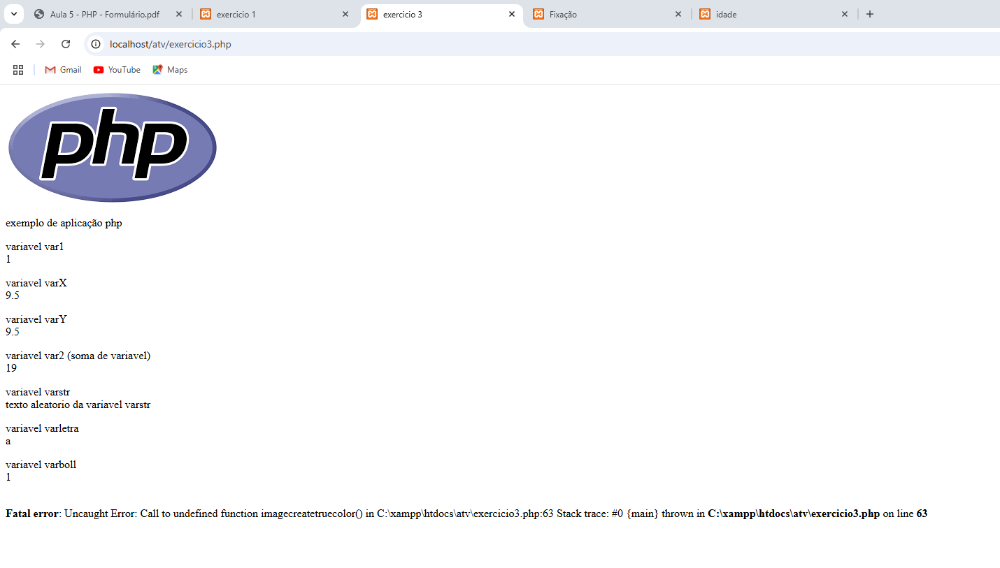 Aula 5 - PHP - Formulário.pdf
exercicio 1
exercicio 3
Fixação
idade
localhost/atv/exercicio3.php
Gmail
YouTube
Maps
php
exemplo de aplicação php
variavel var1
1
variavel varX
9.5
variavel varY
9.5
variavel var2 (soma de variavel)
19
variavel varstr
texto aleatorio da variavel varstr
variavel varletra
a
variavel varboll
1
Fatal error: Uncaught Error: Call to undefined function imagecreatetruecolor() in C:\xampp\htdocs\atv\exercicio3.php:63 Stack trace: #0 {main} thrown in C:\xampp\htdocs\atv\exercicio3.php on line 63